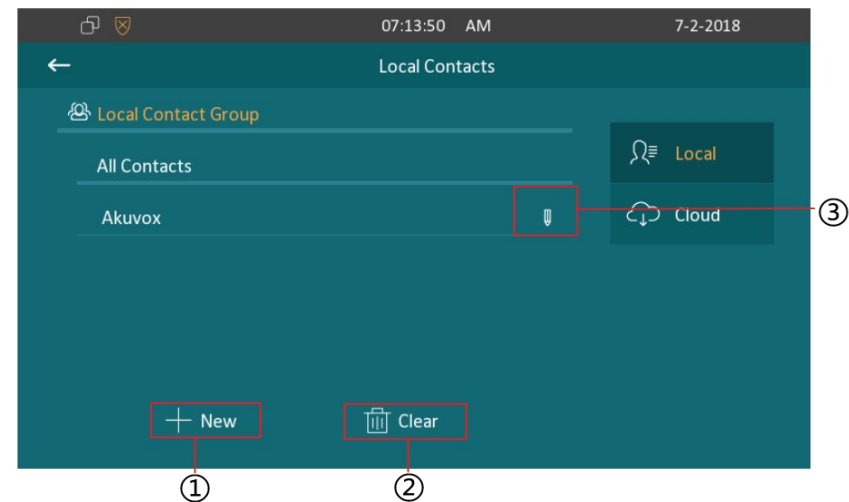 07:13:50 AM 7-2-2018
Local Contacts
Local Contact Group
All Contacts
Local
Akuvox
Cloud
③
New
Clear
①
②